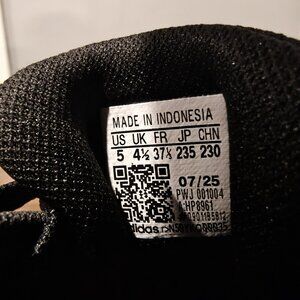 MADE IN INDONESIA
US UK FR JP CHN
5 4½ 37⅓ 235 230
07/25
PWJ 001004
HP8961
adidas